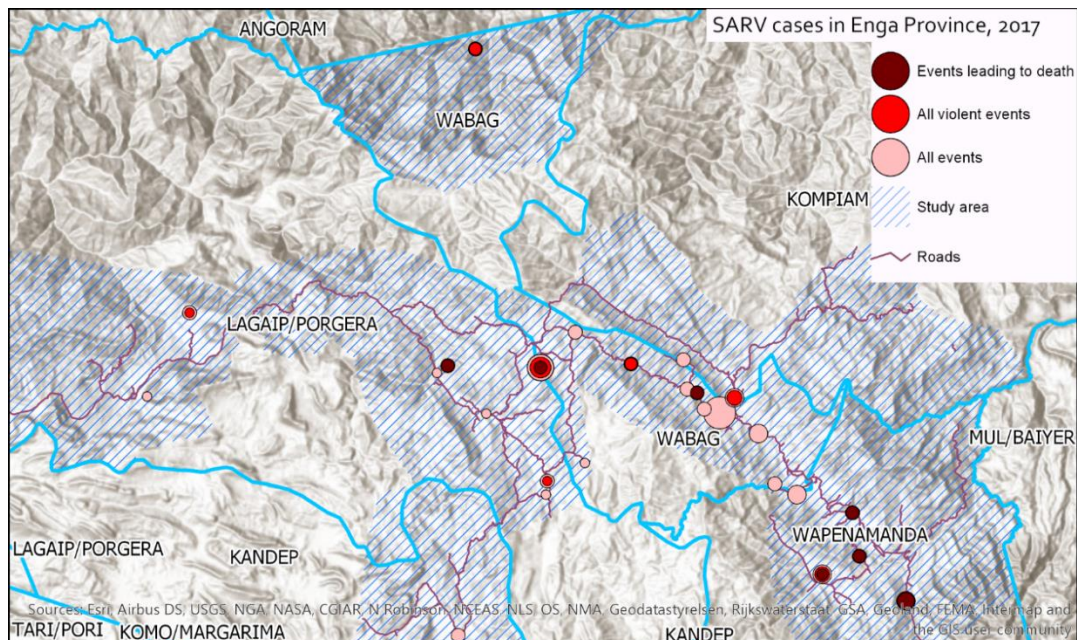 ANGORAM
SARV cases in Enga Province, 2017
Events leading to death
All violent events
All events
Study area
Roads
WABAG
KOMPIAM
LAGAIP/PORGERA
WABAG
MUL/BAIYER
WAPENAMANDA
LAGAIP/PORGERA
KANDEP
Sources: Esri, Airbus DS, USGS, NGA, NASA, CGIAR, N Robinson, NCEAS, NLS, OS, NMA, Geodatastyrelsen, Rijkswaterstaat, GSA, Geoland, FEMA, Intermap and
the GIS user community
TARI/PORI
KOMO/MARGARIMA
KANDEP